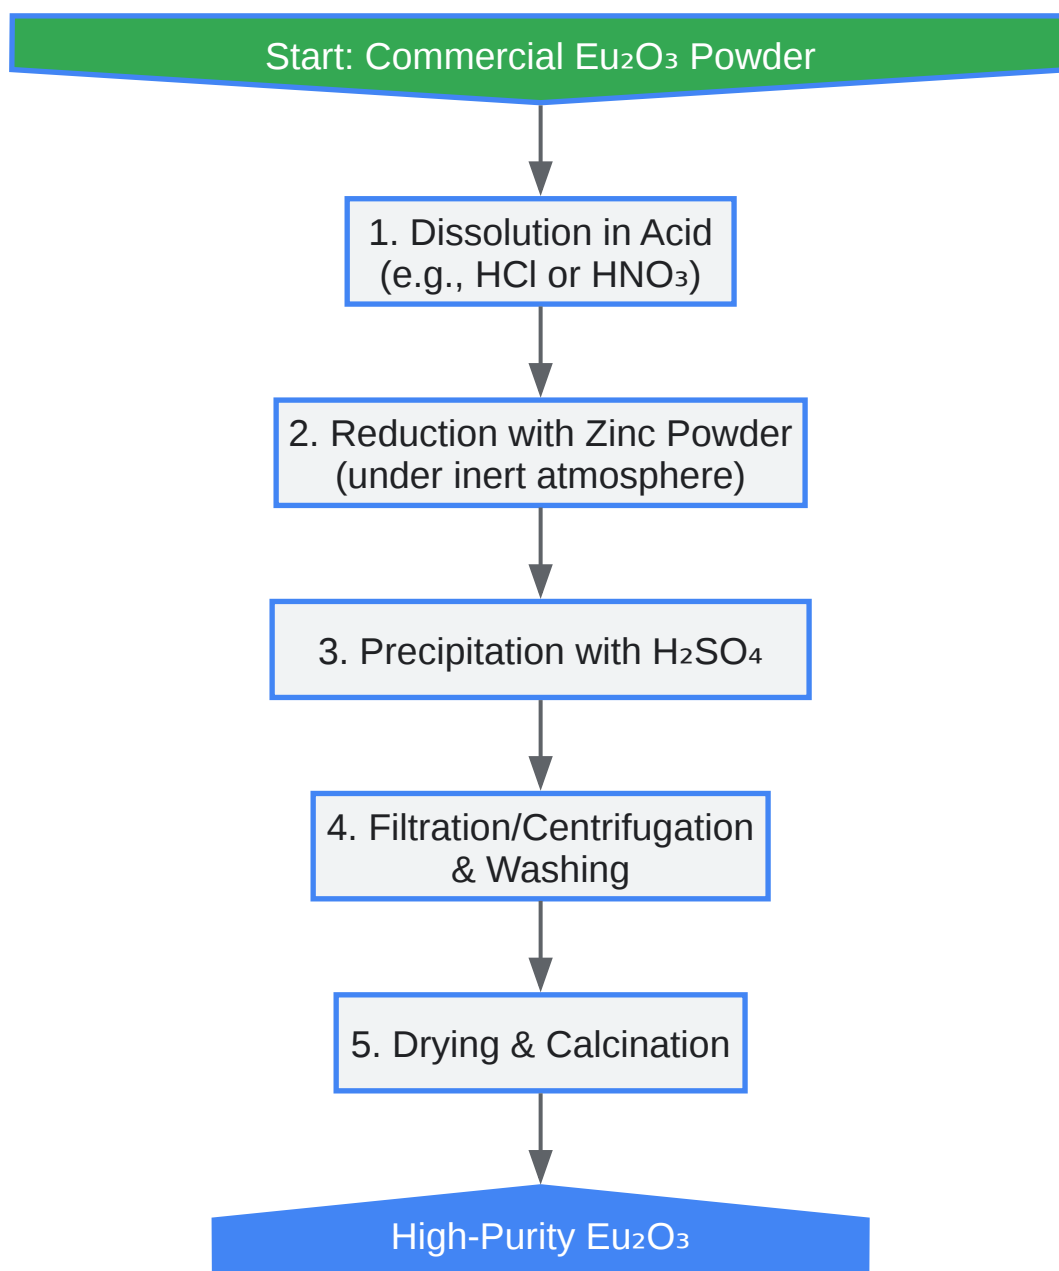 Start: Commercial Eu₂O₃ Powder
1. Dissolution in Acid
(e.g., HCl or HNO₃)
2. Reduction with Zinc Powder
(under inert atmosphere)
3. Precipitation with H₂SO₄
4. Filtration/Centrifugation
& Washing
5. Drying & Calcination
High-Purity Eu₂O₃